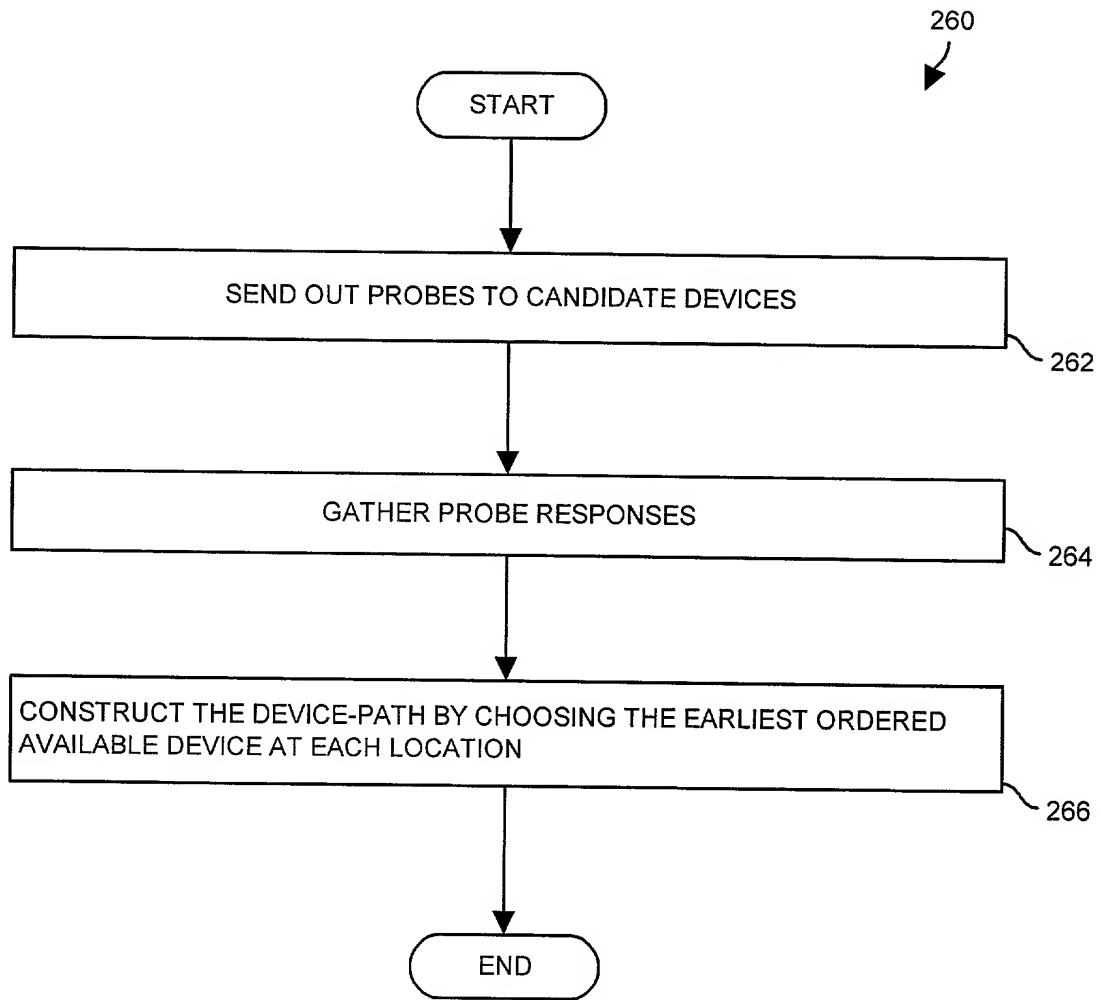 260
START
SEND OUT PROBES TO CANDIDATE DEVICES
262
GATHER PROBE RESPONSES
264
CONSTRUCT THE DEVICE-PATH BY CHOOSING THE EARLIEST ORDERED
AVAILABLE DEVICE AT EACH LOCATION
266
END